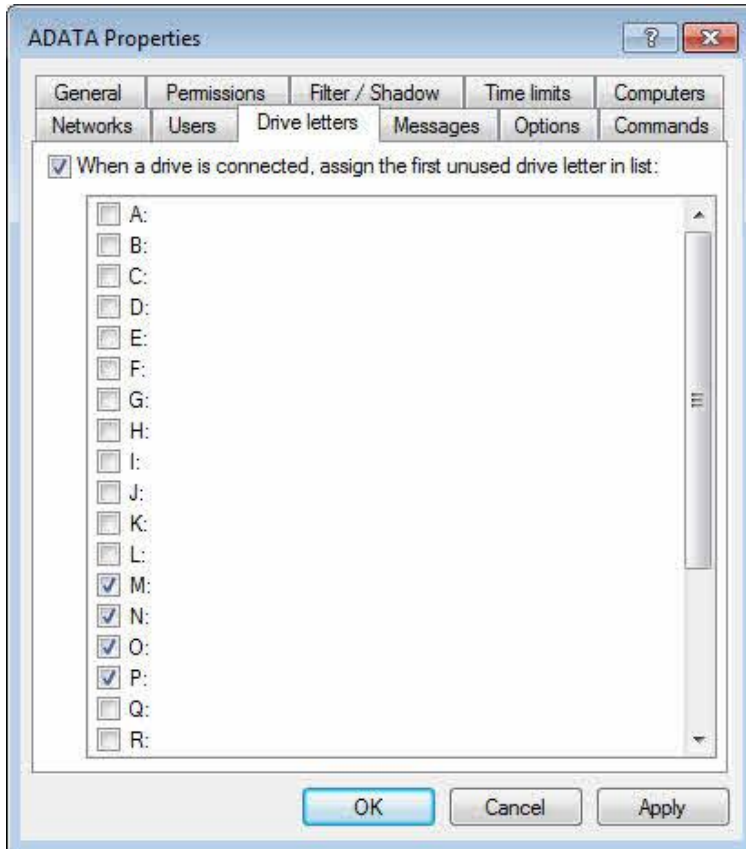 ADATA Properties
General Permissions Filter / Shadow Time limits Computers
Networks Users Drive letters Messages Options Commands
When a drive is connected, assign the first unused drive letter in list:
A:
B:
C:
D:
E:
F:
G:
H:
I:
J:
K:
L:
M:
N:
O:
P:
Q:
R:
OK Cancel Apply